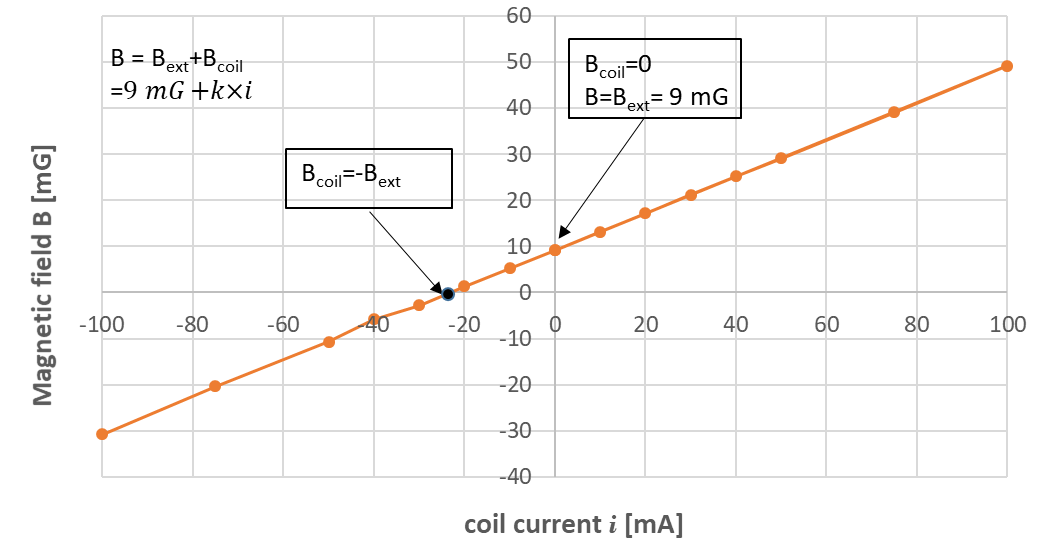 B = Bext+Bcoil
=9 mG +k×i
Bcoil=0
B=Bext= 9 mG
Bcoil=-Bext
Magnetic field B [mG]
60
50
40
30
20
10
0
-10
-20
-30
-40
-100 -80 -60 -40 -20 0 20 40 60 80 100
coil current i [mA]